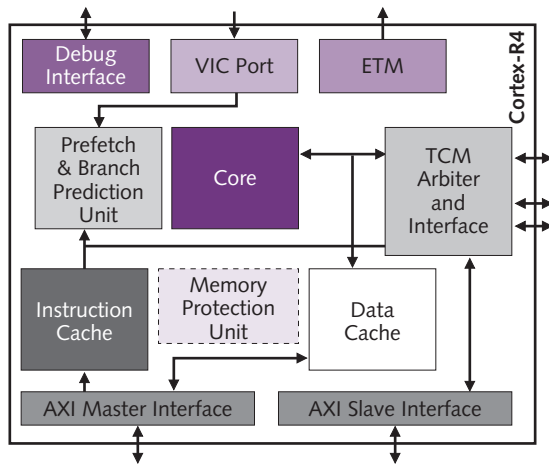 Debug
Interface
VIC Port
ETM
Cortex-R4
Prefetch
& Branch
Prediction
Unit
Core
TCM
Arbiter
and
Interface
Instruction
Cache
Memory
Protection
Unit
Data
Cache
AXI Master Interface
AXI Slave Interface